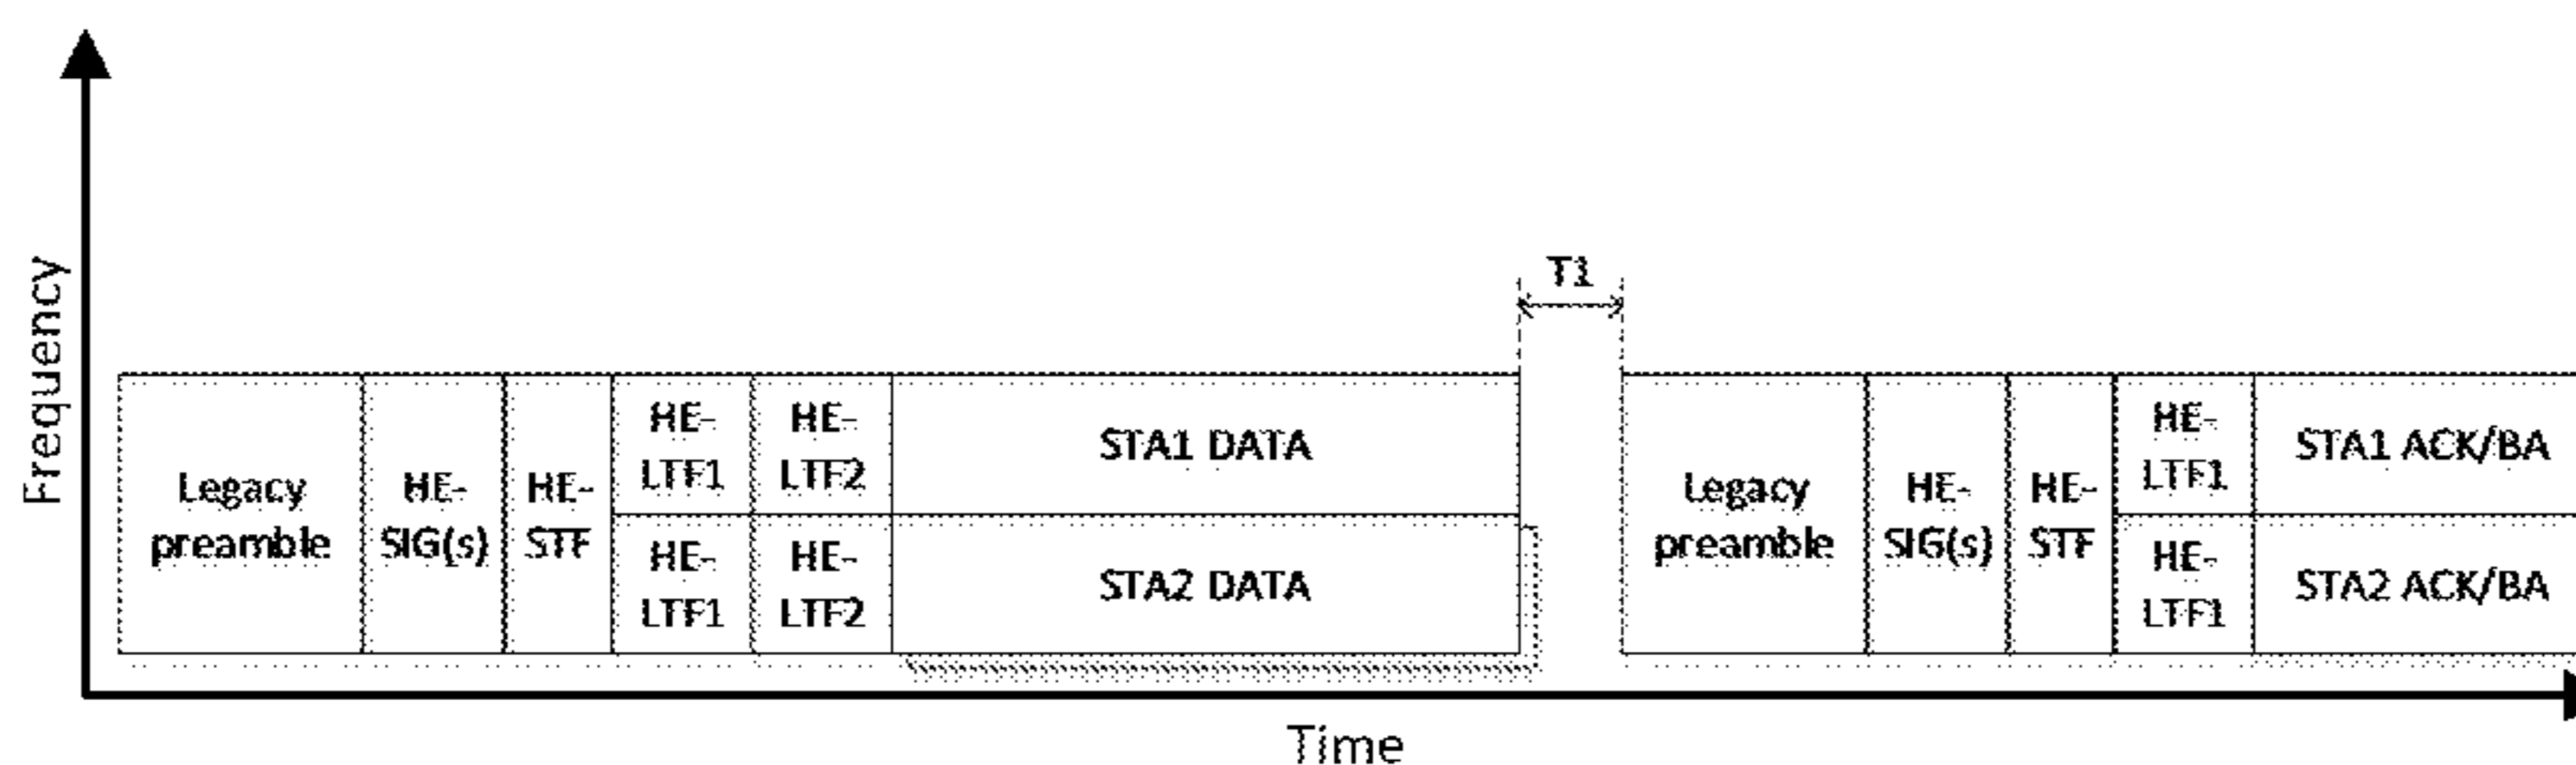 Frequency
T1
Legacy
preamble
HE-
SIG(s)
HE-
STF
HE-
LTF1
HE-
LTF2
STA1 DATA
HE-
LTF1
HE-
LTF2
STA2 DATA
Legacy
preamble
HE-
SIG(s)
HE-
STF
HE-
LTF1
STA1 ACK/BA
HE-
LTF1
STA2 ACK/BA
Time